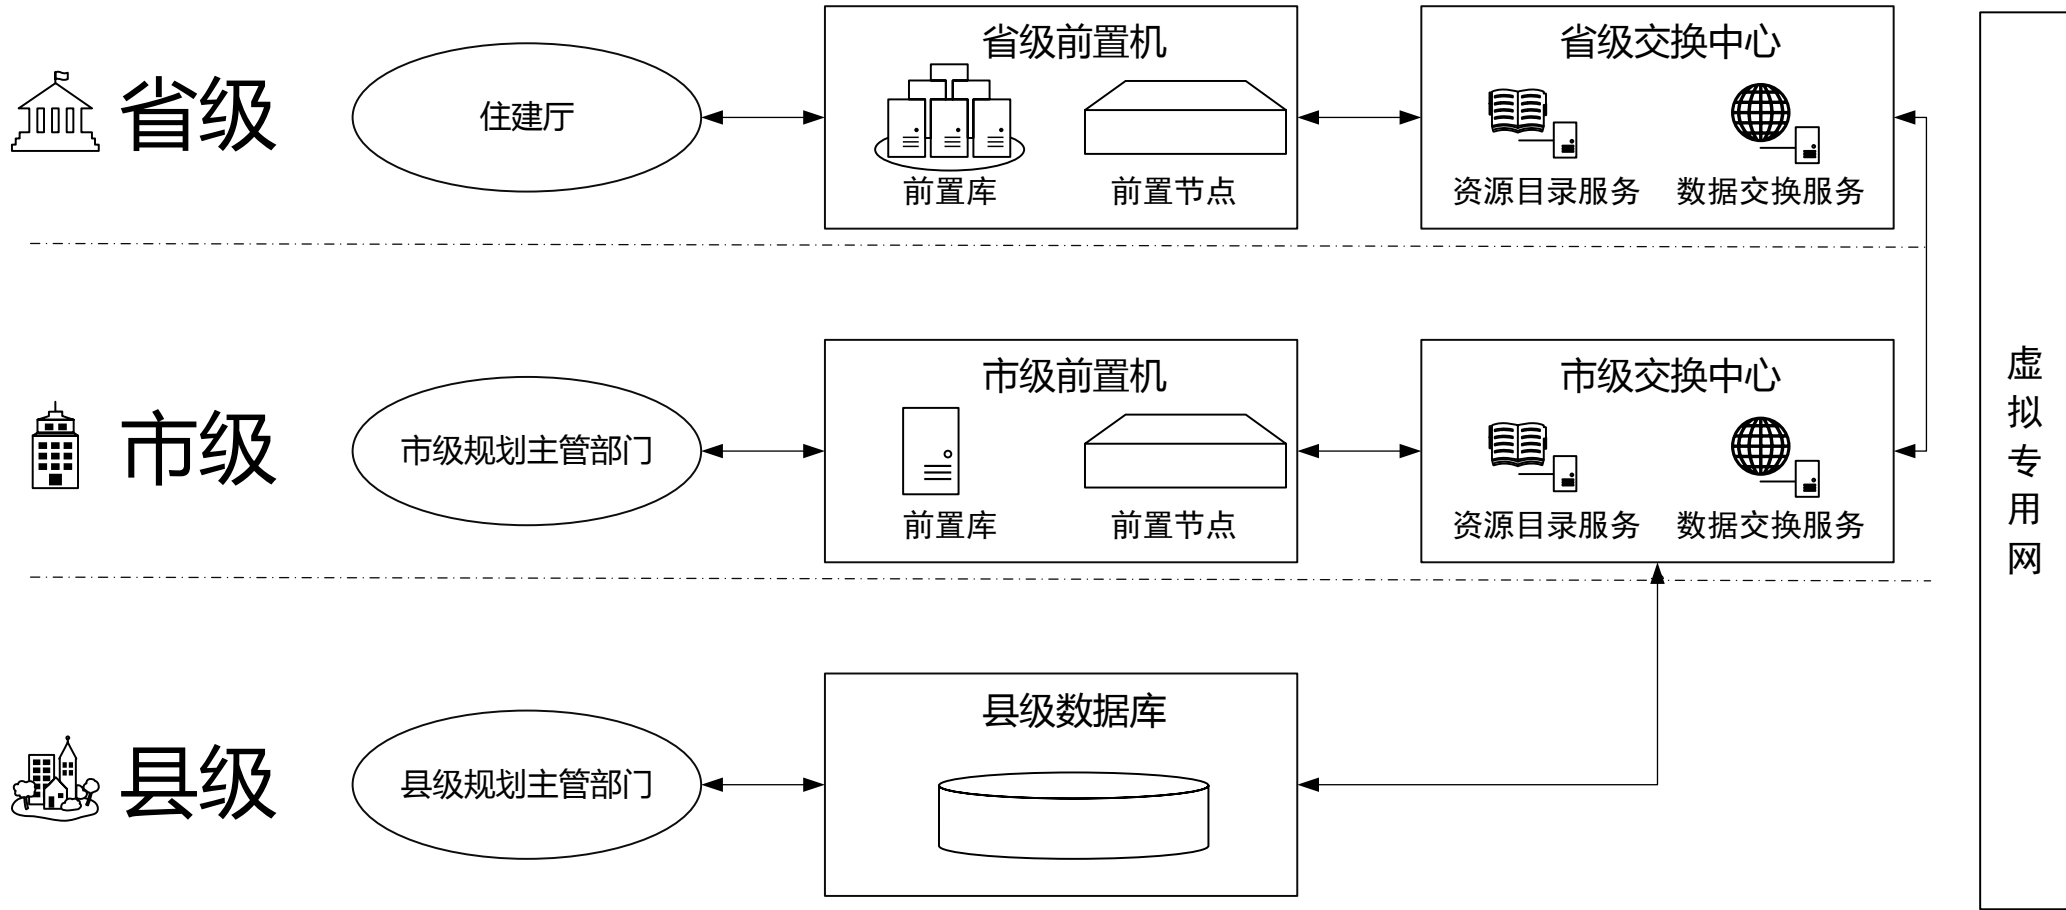 省级
住建厅
省级前置机
前置库
前置节点
省级交换中心
资源目录服务
数据交换服务
市级
市级规划主管部门
市级前置机
前置库
前置节点
市级交换中心
资源目录服务
数据交换服务
县级
县级规划主管部门
县级数据库
虚拟专用网